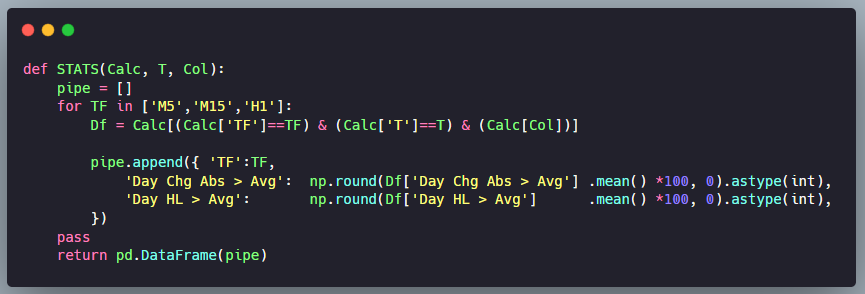 def STATS(Calc, T, Col):
    pipe = []
    for TF in ['M5','M15','H1']:
        Df = Calc[(Calc['TF']==TF) & (Calc['T']==T) & (Calc[Col])]

        pipe.append({ 'TF':TF,
            'Day Chg Abs > Avg':  np.round(Df['Day Chg Abs > Avg'] .mean() *100, 0).astype(int),
            'Day HL > Avg':       np.round(Df['Day HL > Avg']      .mean() *100, 0).astype(int),
        })
    pass
    return pd.DataFrame(pipe)